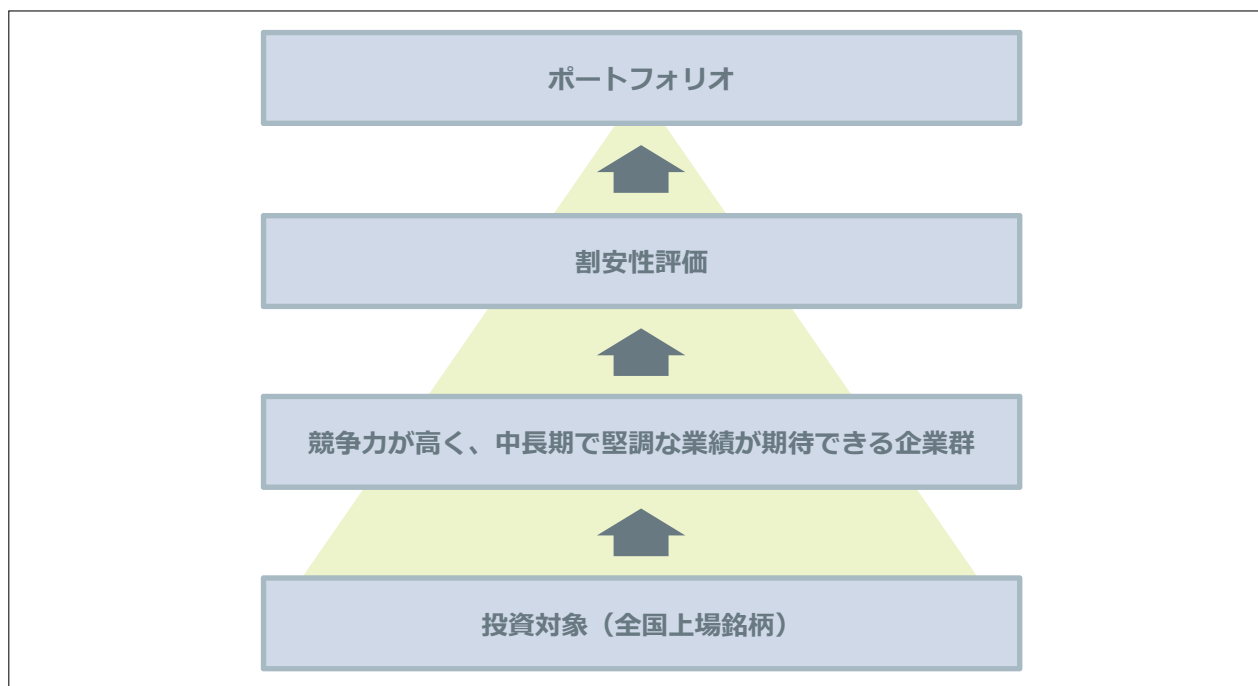 ポートフォリオ
割安性評価
競争力が高く、中長期で堅調な業績が期待できる企業群
投資対象（全国上場銘柄）